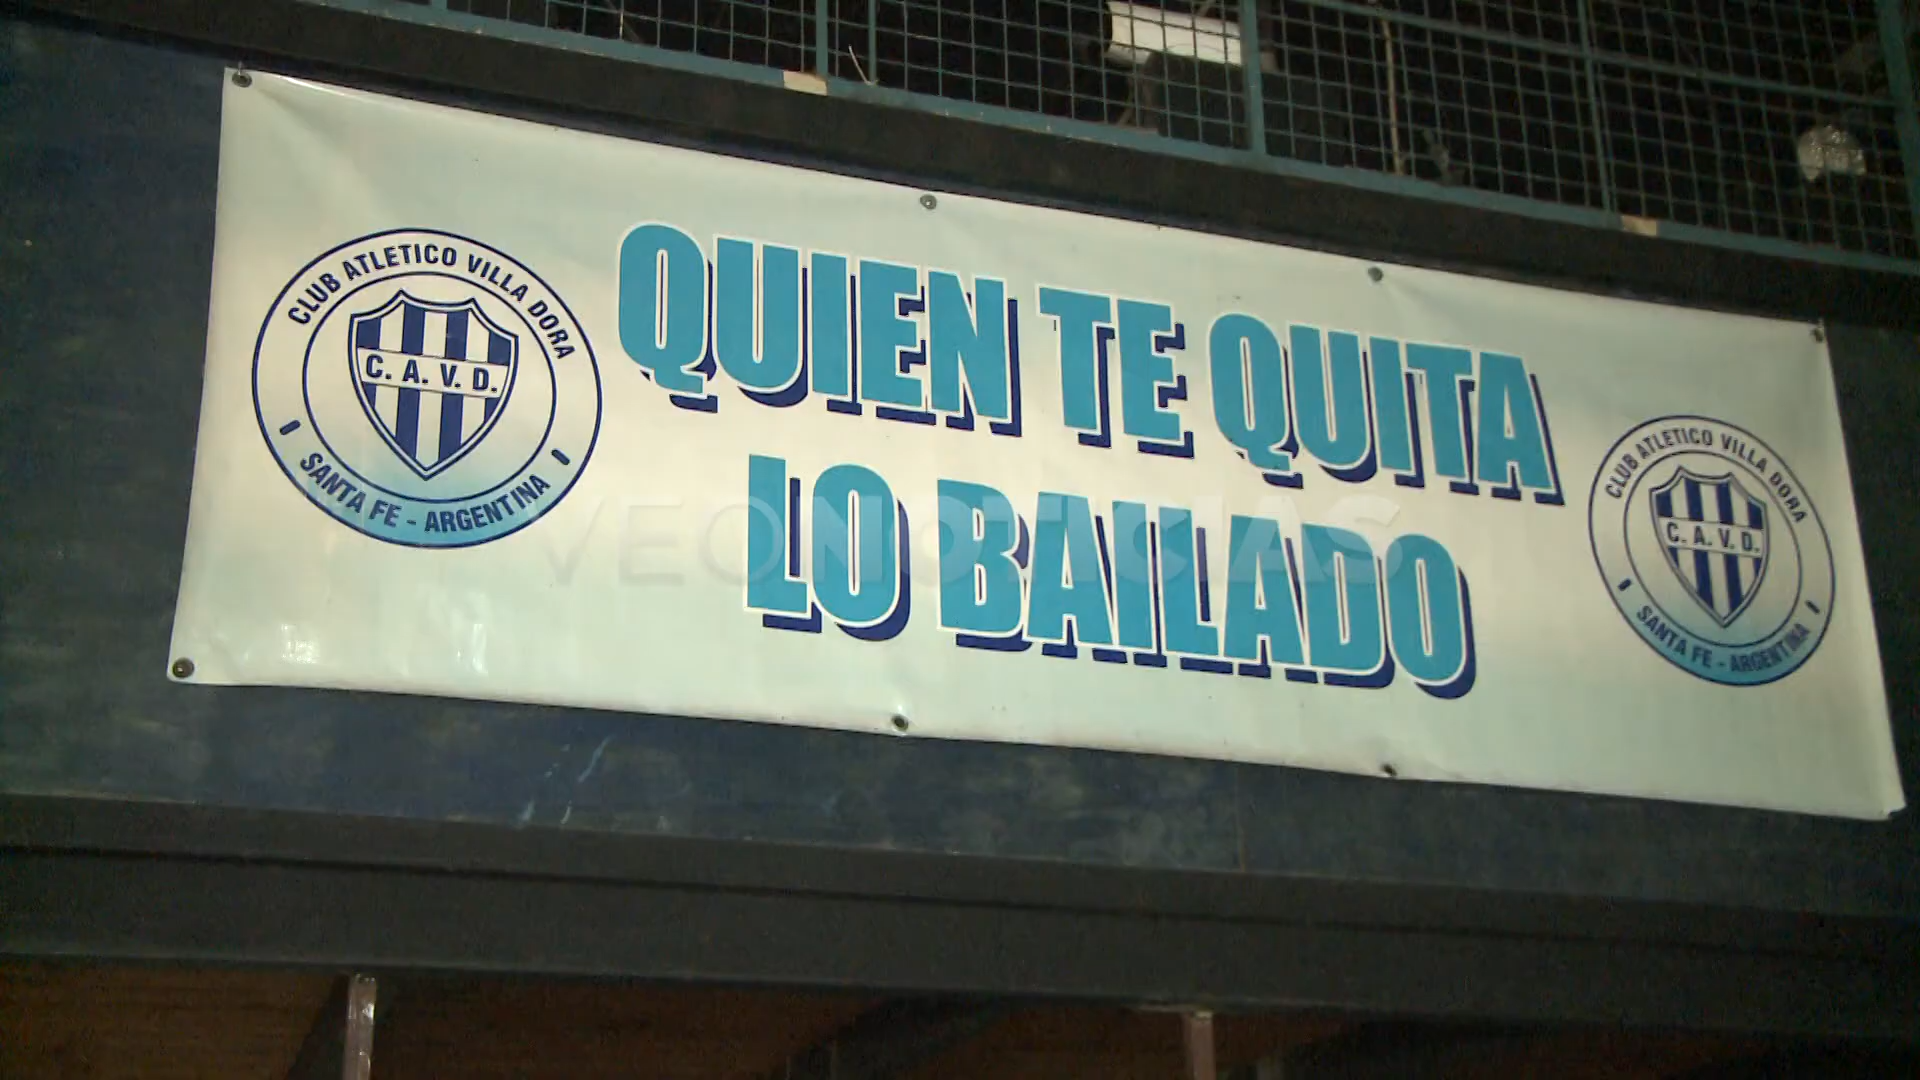 CLUB ATLETICO VILLA DORA
C. A. V. D.
SANTA FE - ARGENTINA
QUIEN TE QUITA
LO BAILADO
VEONOTICIAS
CLUB ATLETICO VILLA DORA
C. A. V. D.
SANTA FE - ARGENTINA